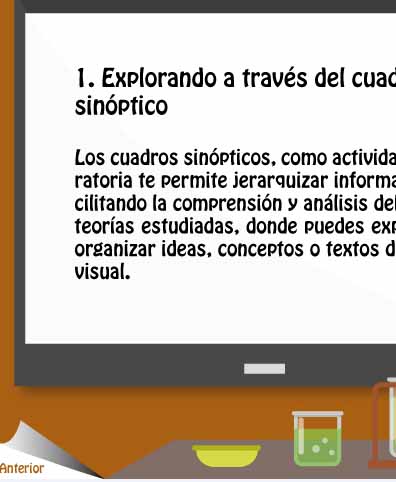 1. Explorando a través del cuad
sinóptico
Los cuadros sinópticos, como activida
ratoria te permite jerarquizar informa
cilitando la comprensión y análisis del
teorías estudiadas, donde puedes exp
organizar ideas, conceptos o textos d
visual.
Anterior